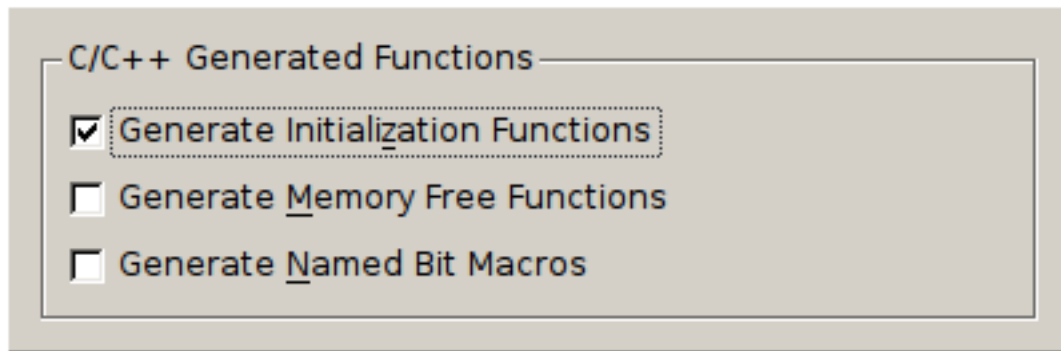 C/C++ Generated Functions
Generate Initialization Functions
Generate Memory Free Functions
Generate Named Bit Macros